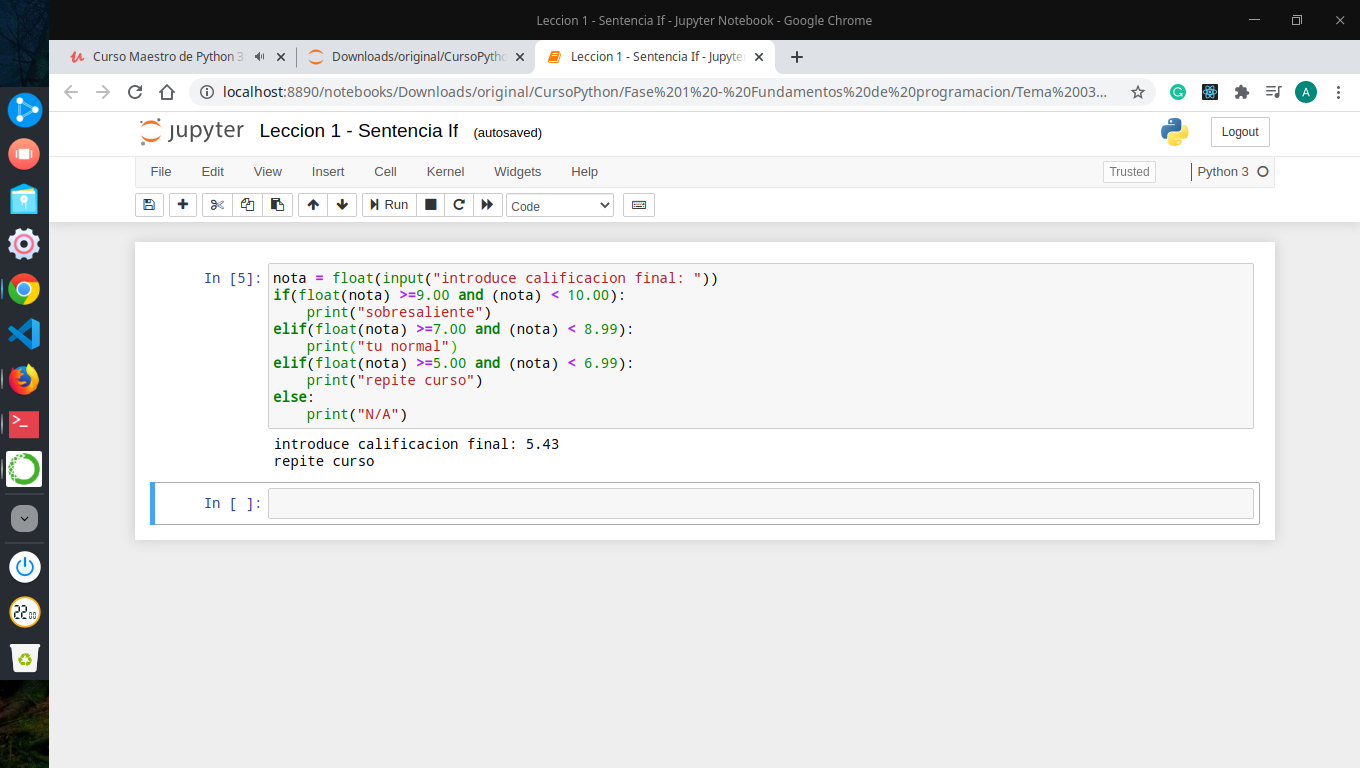 Leccion 1 - Sentencia If - Jupyter Notebook - Google Chrome
Curso Maestro de Python 3
Downloads/original/CursoPytho
Leccion 1 - Sentencia If - Jupyte
localhost:8890/notebooks/Downloads/original/CursoPython/Fase%201%20-%20Fundamentos%20de%20programacion/Tema%2003...
A
jupyter Leccion 1 - Sentencia If (autosaved)
Logout
File Edit View Insert Cell Kernel Widgets Help
Trusted
Python 3
Run
Code
In [5]:
nota = float(input("introduce calificacion final: "))
if(float(nota) >=9.00 and (nota) < 10.00):
    print("sobresaliente")
elif(float(nota) >=7.00 and (nota) < 8.99):
    print("tu normal")
elif(float(nota) >=5.00 and (nota) < 6.99):
    print("repite curso")
else:
    print("N/A")
introduce calificacion final: 5.43
repite curso
In [ ]: